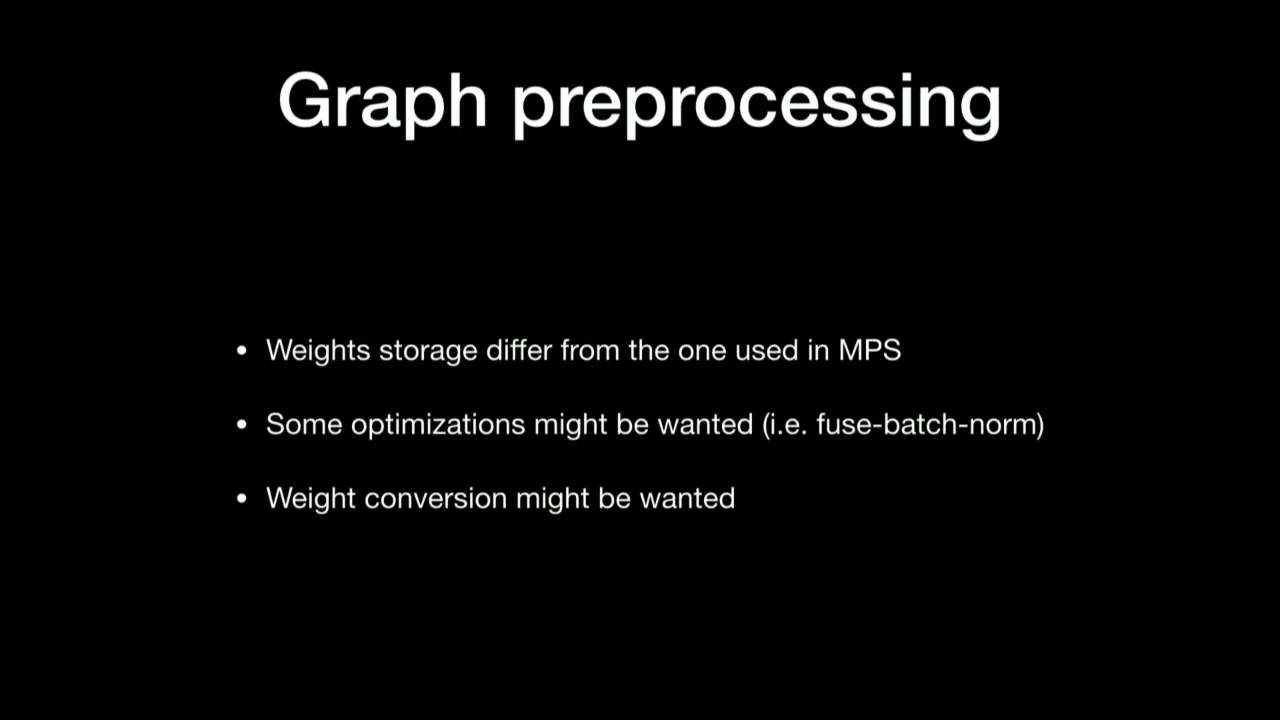 Graph preprocessing
• Weights storage differ from the one used in MPS
• Some optimizations might be wanted (i.e. fuse-batch-norm)
• Weight conversion might be wanted